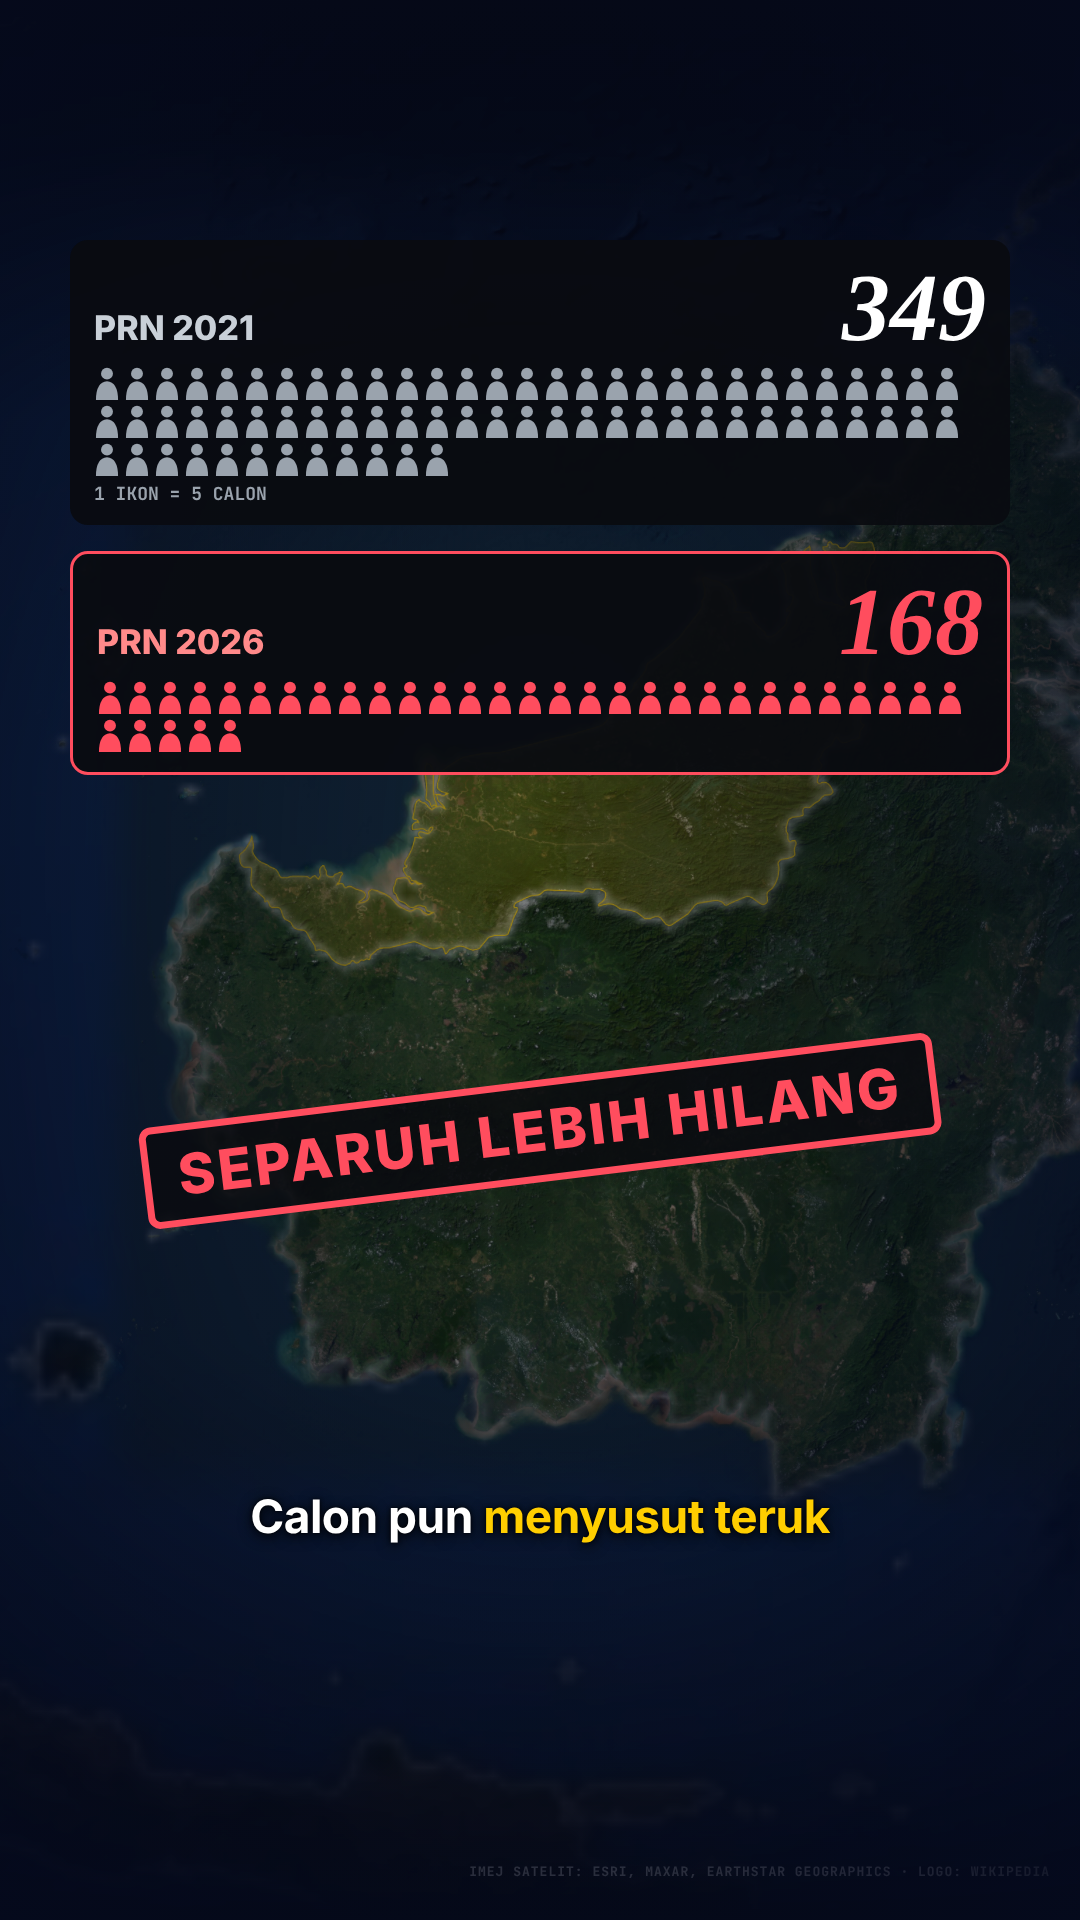 PRN 2021
349
1 IKON = 5 CALON
PRN 2026
168
SEPARUH LEBIH HILANG
Calon pun menyusut teruk
IMEJ SATELIT: ESRI, MAXAR, EARTHSTAR GEOGRAPHICS · LOGO: WIKIPEDIA